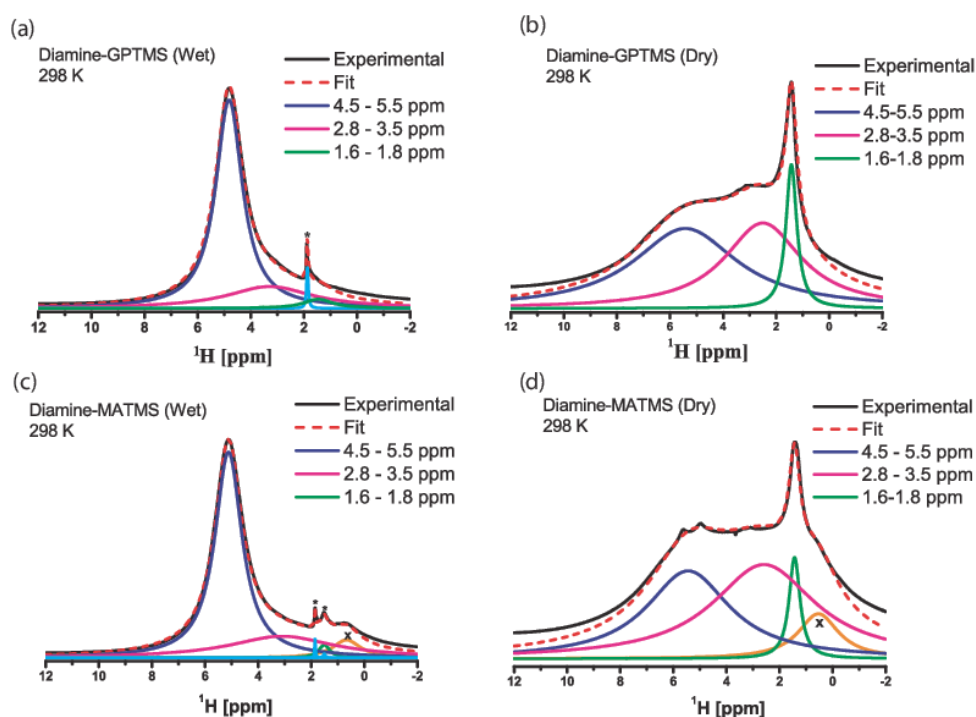 (a)
Diamine-GPTMS (Wet)
298 K
Experimental
Fit
4.5 - 5.5 ppm
2.8 - 3.5 ppm
1.6 - 1.8 ppm
*
12 10 8 6 4 2 0 -2
¹H [ppm]
(b)
Diamine-GPTMS (Dry)
298 K
Experimental
Fit
4.5-5.5 ppm
2.8-3.5 ppm
1.6-1.8 ppm
12 10 8 6 4 2 0 -2
¹H [ppm]
(c)
Diamine-MATMS (Wet)
298 K
Experimental
Fit
4.5 - 5.5 ppm
2.8 - 3.5 ppm
1.6 - 1.8 ppm
* *
x
12 10 8 6 4 2 0 -2
¹H [ppm]
(d)
Diamine-MATMS (Dry)
298 K
Experimental
Fit
4.5 - 5.5 ppm
2.8 - 3.5 ppm
1.6-1.8 ppm
x
12 10 8 6 4 2 0 -2
¹H [ppm]